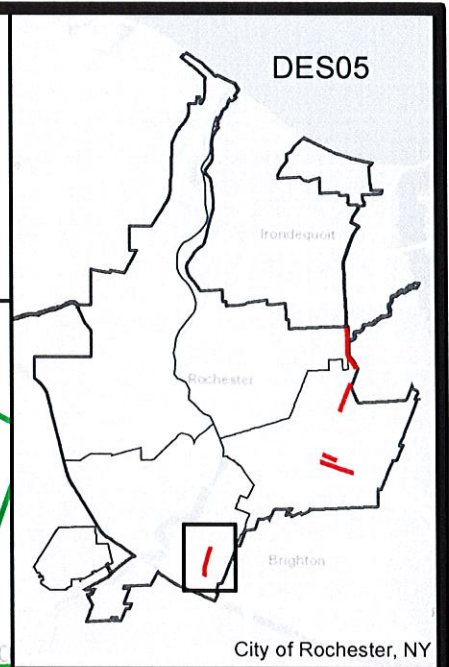 DES05
Irondequoit
Rochester
Brighton
City of Rochester, NY